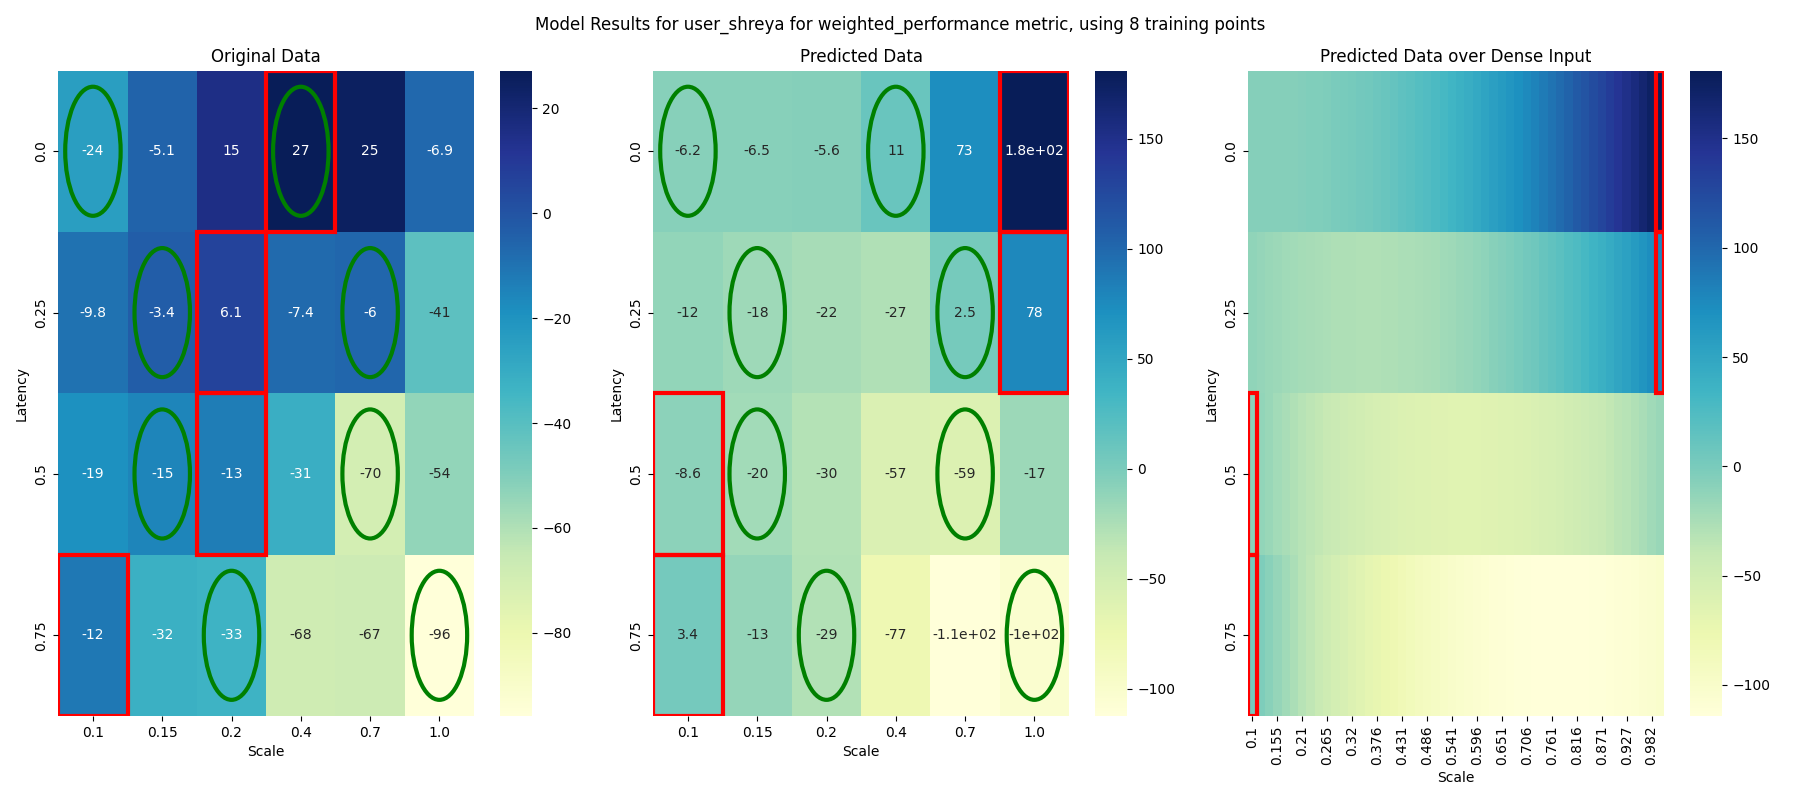 Model Results for user_shreya for weighted_performance metric, using 8 training points
Original Data
Latency
0.0 -24 -5.1 15 27 25 -6.9
0.25 -9.8 -3.4 6.1 -7.4 -6 -41
0.5 -19 -15 -13 -31 -70 -54
0.75 -12 -32 -33 -68 -67 -96
0.1 0.15 0.2 0.4 0.7 1.0
Scale
20
0
−20
−40
−60
−80
Predicted Data
Latency
0.0 -6.2 -6.5 -5.6 11 73 1.8e+02
0.25 -12 -18 -22 -27 2.5 78
0.5 -8.6 -20 -30 -57 -59 -17
0.75 3.4 -13 -29 -77 -1.1e+02 -1e+02
0.1 0.15 0.2 0.4 0.7 1.0
Scale
150
100
50
0
−50
−100
Predicted Data over Dense Input
Latency
0.0
0.25
0.5
0.75
0.1 0.155 0.21 0.265 0.32 0.376 0.431 0.486 0.541 0.596 0.651 0.706 0.761 0.816 0.871 0.927 0.982
Scale
150
100
50
0
−50
−100